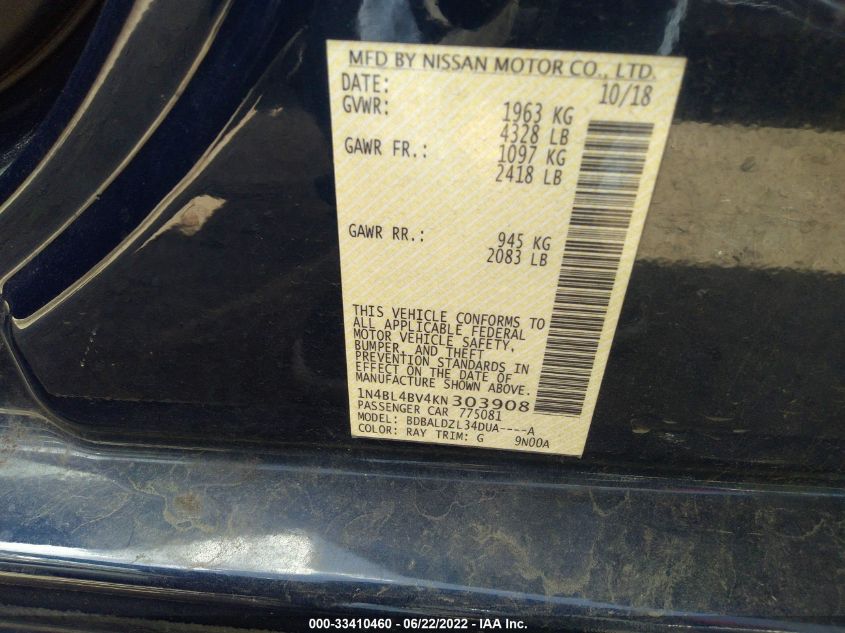 MFD BY NISSAN MOTOR CO., LTD.
DATE: 10/18
GVWR: 1963 KG
4328 LB
GAWR FR.: 1097 KG
2418 LB
GAWR RR.: 945 KG
2083 LB
THIS VEHICLE CONFORMS TO
ALL APPLICABLE FEDERAL
MOTOR VEHICLE SAFETY,
BUMPER, AND THEFT
PREVENTION STANDARDS IN
EFFECT ON THE DATE OF
MANUFACTURE SHOWN ABOVE.
1N4BL4BV4KN303908
PASSENGER CAR 775081
MODEL: BDBALDZL34DUA----A
COLOR: RAY TRIM: G 9N00A
000-33410460 - 06/22/2022 - IAA Inc.